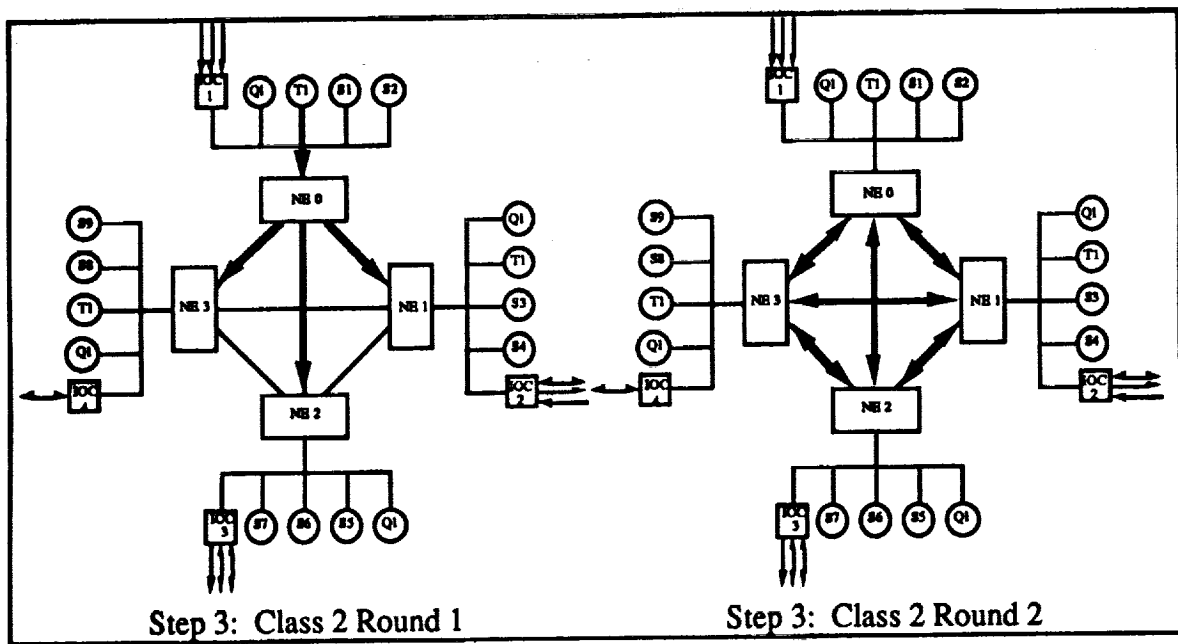 IOC 1
Q1
T1
S1
S2
NE 0
S9
S8
T1
Q1
IOC 4
NE 3
NE 1
Q1
T1
S3
S4
IOC 2
NE 2
IOC 3
S7
S6
S5
Q1
Step 3: Class 2 Round 1
IOC 1
Q1
T1
S1
S2
NE 0
S9
S8
T1
Q1
IOC 4
NE 3
NE 1
Q1
T1
S3
S4
IOC 2
NE 2
IOC 3
S7
S6
S5
Q1
Step 3: Class 2 Round 2